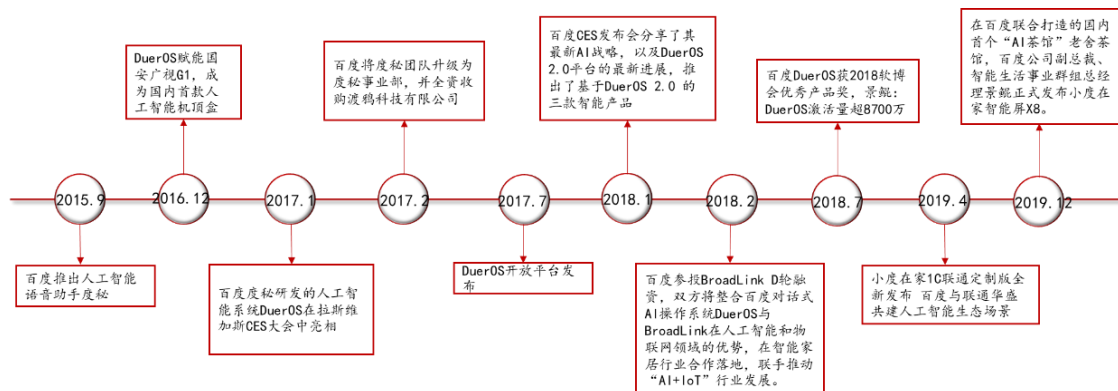 DuerOS赋能国
安广视G1，成
为国内首款人
工智能机顶盒
百度将度秘团队升级为
度秘事业部，并全资收
购渡鸦科技有限公司
百度CES发布会分享了其
最新AI战略，以及DuerOS
2.0平台的最新进展，推
出了基于DuerOS 2.0 的
三款智能产品
百度DuerOS获2018软博
会优秀产品奖，景鲲：
DuerOS激活量超8700万
在百度联合打造的国内
首个“AI茶馆”老舍茶
馆，百度公司副总裁、
智能生活事业群组总经
理景鲲正式发布小度在
家智能屏X8。
2015.9
2016.12
2017.1
2017.2
2017.7
2018.1
2018.2
2018.7
2019.4
2019.12
百度推出人工智能
语音助手度秘
百度度秘研发的人工智
能系统DuerOS在拉斯维
加斯CES大会中亮相
DuerOS开放平台发
布
百度参投BroadLink D轮融
资，双方将整合百度对话式
AI操作系统DuerOS与
BroadLink在人工智能和物
联网领域的优势，在智能家
居行业合作落地，联手推动
“AI+IoT”行业发展。
小度在家1C联通定制版全
新发布 百度与联通华盛
共建人工智能生态场景